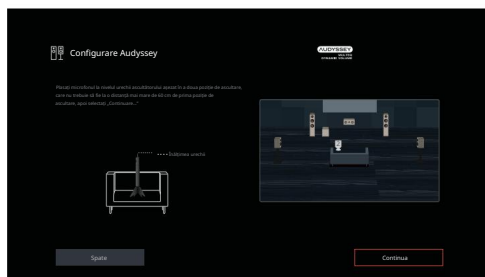 Configurare Audyssey
AUDYSSEY
Plasați microfonul la nivelul urechii ascultătorului așezat în a doua poziție de ascultare,
care nu trebuie să fie la o distanță mai mare de 60 cm de prima poziție de
ascultare, apoi selectați „Continuare...”
Înălțimea urechii
Spate
Continua